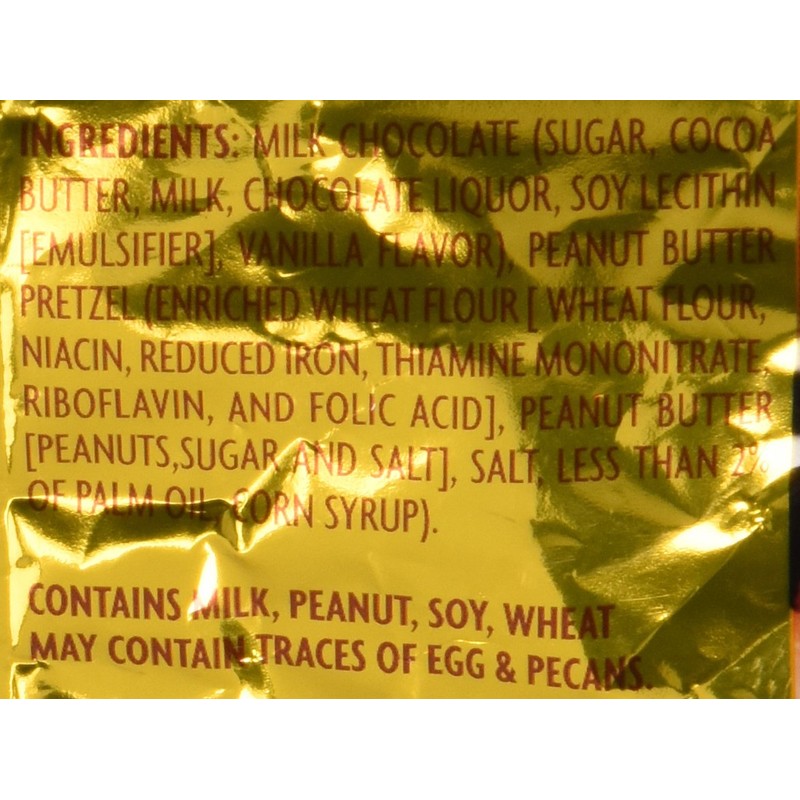 INGREDIENTS: MILK CHOCOLATE (SUGAR, COCOA
BUTTER, MILK, CHOCOLATE LIQUOR, SOY LECITHIN
[EMULSIFIER], VANILLA FLAVOR), PEANUT BUTTER
PRETZEL (ENRICHED WHEAT FLOUR [ WHEAT FLOUR,
NIACIN, REDUCED IRON, THIAMINE MONONITRATE,
RIBOFLAVIN, AND FOLIC ACID], PEANUT BUTTER
[PEANUTS,SUGAR AND SALT], SALT, LESS THAN 2%
OF PALM OIL, CORN SYRUP).
CONTAINS MILK, PEANUT, SOY, WHEAT
MAY CONTAIN TRACES OF EGG & PECANS.